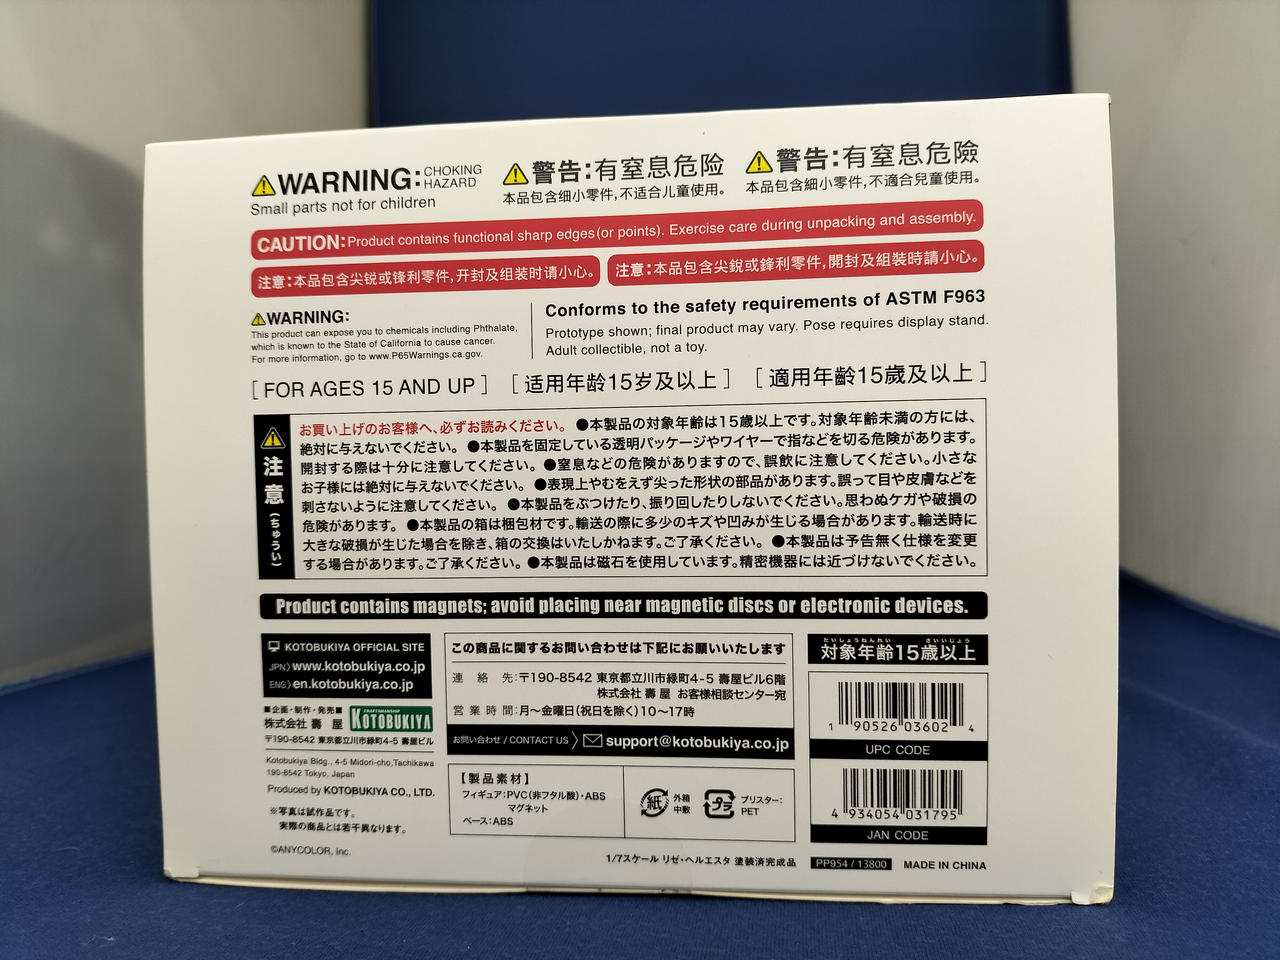 ⚠WARNING: CHOKING HAZARD
Small parts not for children
⚠警告:有窒息危险
本品包含细小零件,不适合儿童使用。
⚠警告:有窒息危險
本品包含細小零件,不適合兒童使用。
CAUTION:Product contains functional sharp edges(or points). Exercise care during unpacking and assembly.
注意:本品包含尖锐或锋利零件,开封及组装时请小心。
注意:本品包含尖銳或鋒利零件,開封及組裝時請小心。
⚠WARNING:
This product can expose you to chemicals including Phthalate,
which is known to the State of California to cause cancer.
For more information, go to www.P65Warnings.ca.gov.
Conforms to the safety requirements of ASTM F963
Prototype shown; final product may vary. Pose requires display stand.
Adult collectible, not a toy.
[ FOR AGES 15 AND UP ] [ 适用年龄15岁及以上 ] [ 適用年齡15歲及以上 ]
⚠注意(ちゅうい)
お買い上げのお客様へ、必ずお読みください。 ●本製品の対象年齢は15歳以上です。対象年齢未満の方には、
絶対に与えないでください。 ●本製品を固定している透明パッケージやワイヤーで指などを切る危険があります。
開封する際は十分に注意してください。 ●窒息などの危険がありますので、誤飲に注意してください。小さな
お子様には絶対に与えないでください。 ●表現上やむをえず尖った形状の部品があります。誤って目や皮膚などを
刺さないように注意してください。 ●本製品をぶつけたり、振り回したりしないでください。思わぬケガや破損の
危険があります。 ●本製品の箱は梱包材です。輸送の際に多少のキズや凹みが生じる場合があります。輸送時に
大きな破損が生じた場合を除き、箱の交換はいたしかねます。ご了承ください。 ●本製品は予告無く仕様を変更
する場合があります。ご了承ください。 ●本製品は磁石を使用しています。精密機器には近づけないでください。
Product contains magnets; avoid placing near magnetic discs or electronic devices.
KOTOBUKIYA OFFICIAL SITE
JPN〉www.kotobukiya.co.jp
ENG〉en.kotobukiya.co.jp
■企画・制作・発売■
株式会社 壽 屋
CRAFTSMANSHIP
KOTOBUKIYA
〒190-8542 東京都立川市緑町4-5 壽屋ビル
Kotobukiya Bldg., 4-5 Midori-cho,Tachikawa
190-8542 Tokyo, Japan
Produced by KOTOBUKIYA CO., LTD.
※写真は試作品です。
実際の商品とは若干異なります。
©ANYCOLOR, Inc.
この商品に関するお問い合わせは下記にお願いいたします
連 絡 先:〒190-8542 東京都立川市緑町4-5 壽屋ビル6階
株式会社 壽 屋 お客様相談センター宛
営 業 時 間:月〜金曜日(祝日を除く)10〜17時
お問い合わせ / CONTACT US 〉 support@kotobukiya.co.jp
【製品素材】
フィギュア:PVC(非フタル酸)・ABS
マグネット
ベース:ABS
紙
外箱
中敷
プラ
ブリスター:
PET
1/7スケール リゼ・ヘルエスタ 塗装済完成品
たいしょうねんれい さいいじょう
対象年齢15歳以上
1 90526 03602 4
UPC CODE
4 934054 031795
JAN CODE
PP954 / 13800 MADE IN CHINA